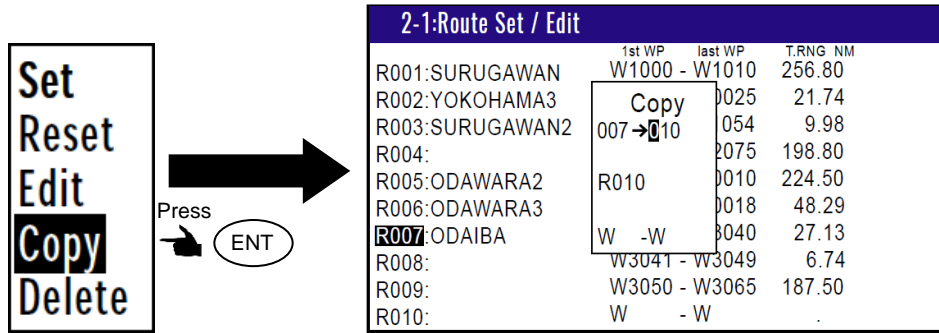 Set
Reset
Edit
Copy
Delete
Press
ENT
2-1:Route Set / Edit
1st WP last WP T.RNG NM
R001:SURUGAWAN W1000 - W1010 256.80
R002:YOKOHAMA3 0025 21.74
R003:SURUGAWAN2 054 9.98
R004: 2075 198.80
R005:ODAWARA2 0010 224.50
R006:ODAWARA3 0018 48.29
R007:ODAIBA 3040 27.13
R008: W3041 - W3049 6.74
R009: W3050 - W3065 187.50
R010: W - W .
Copy
007→010
R010
W -W